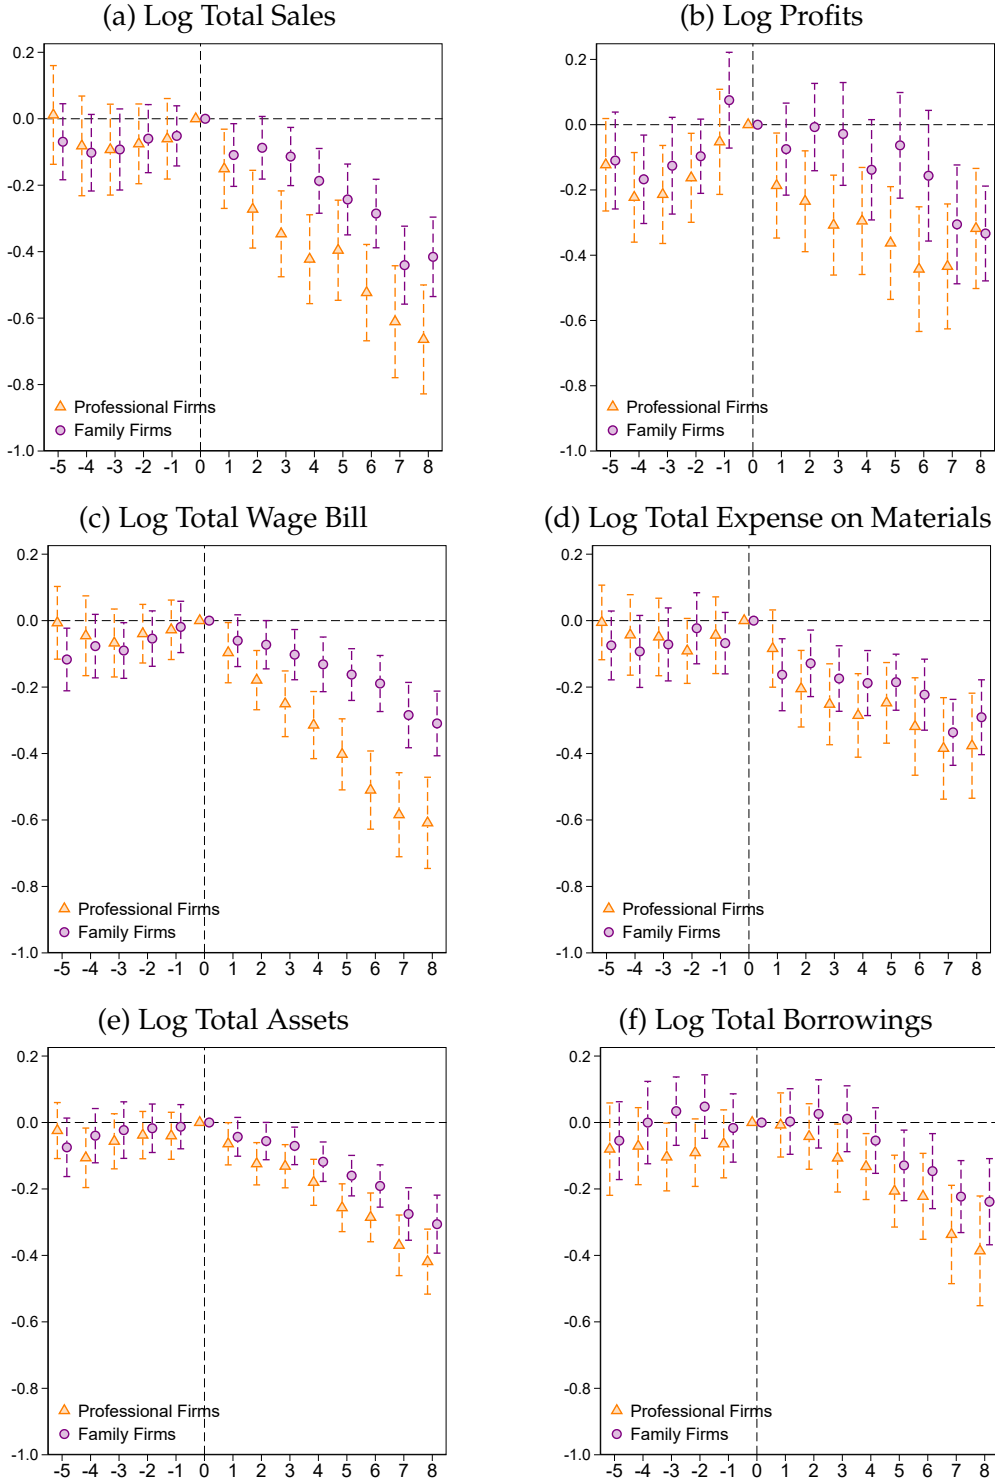 (a) Log Total Sales
0.2
0.0
-0.2
-0.4
-0.6
-0.8
-1.0
Professional Firms
Family Firms
-5 -4 -3 -2 -1 0 1 2 3 4 5 6 7 8
(b) Log Profits
0.2
0.0
-0.2
-0.4
-0.6
-0.8
-1.0
Professional Firms
Family Firms
-5 -4 -3 -2 -1 0 1 2 3 4 5 6 7 8
(c) Log Total Wage Bill
0.2
0.0
-0.2
-0.4
-0.6
-0.8
-1.0
Professional Firms
Family Firms
-5 -4 -3 -2 -1 0 1 2 3 4 5 6 7 8
(d) Log Total Expense on Materials
0.2
0.0
-0.2
-0.4
-0.6
-0.8
-1.0
Professional Firms
Family Firms
-5 -4 -3 -2 -1 0 1 2 3 4 5 6 7 8
(e) Log Total Assets
0.2
0.0
-0.2
-0.4
-0.6
-0.8
-1.0
Professional Firms
Family Firms
-5 -4 -3 -2 -1 0 1 2 3 4 5 6 7 8
(f) Log Total Borrowings
0.2
0.0
-0.2
-0.4
-0.6
-0.8
-1.0
Professional Firms
Family Firms
-5 -4 -3 -2 -1 0 1 2 3 4 5 6 7 8